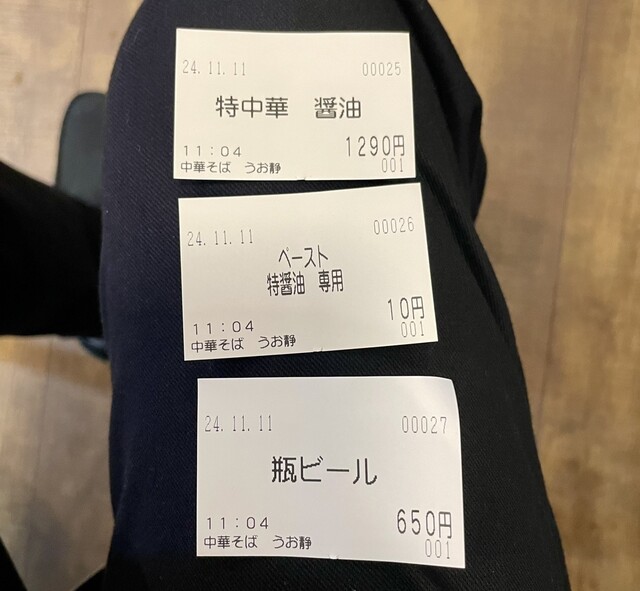 24.11.11 00025
特中華 醤油
11:04 1290円
中華そば うお静 001
24.11.11 00026
ペースト
特醤油 専用
11:04 10円
中華そば うお静 001
24.11.11 00027
瓶ビール
11:04 650円
中華そば うお静 001